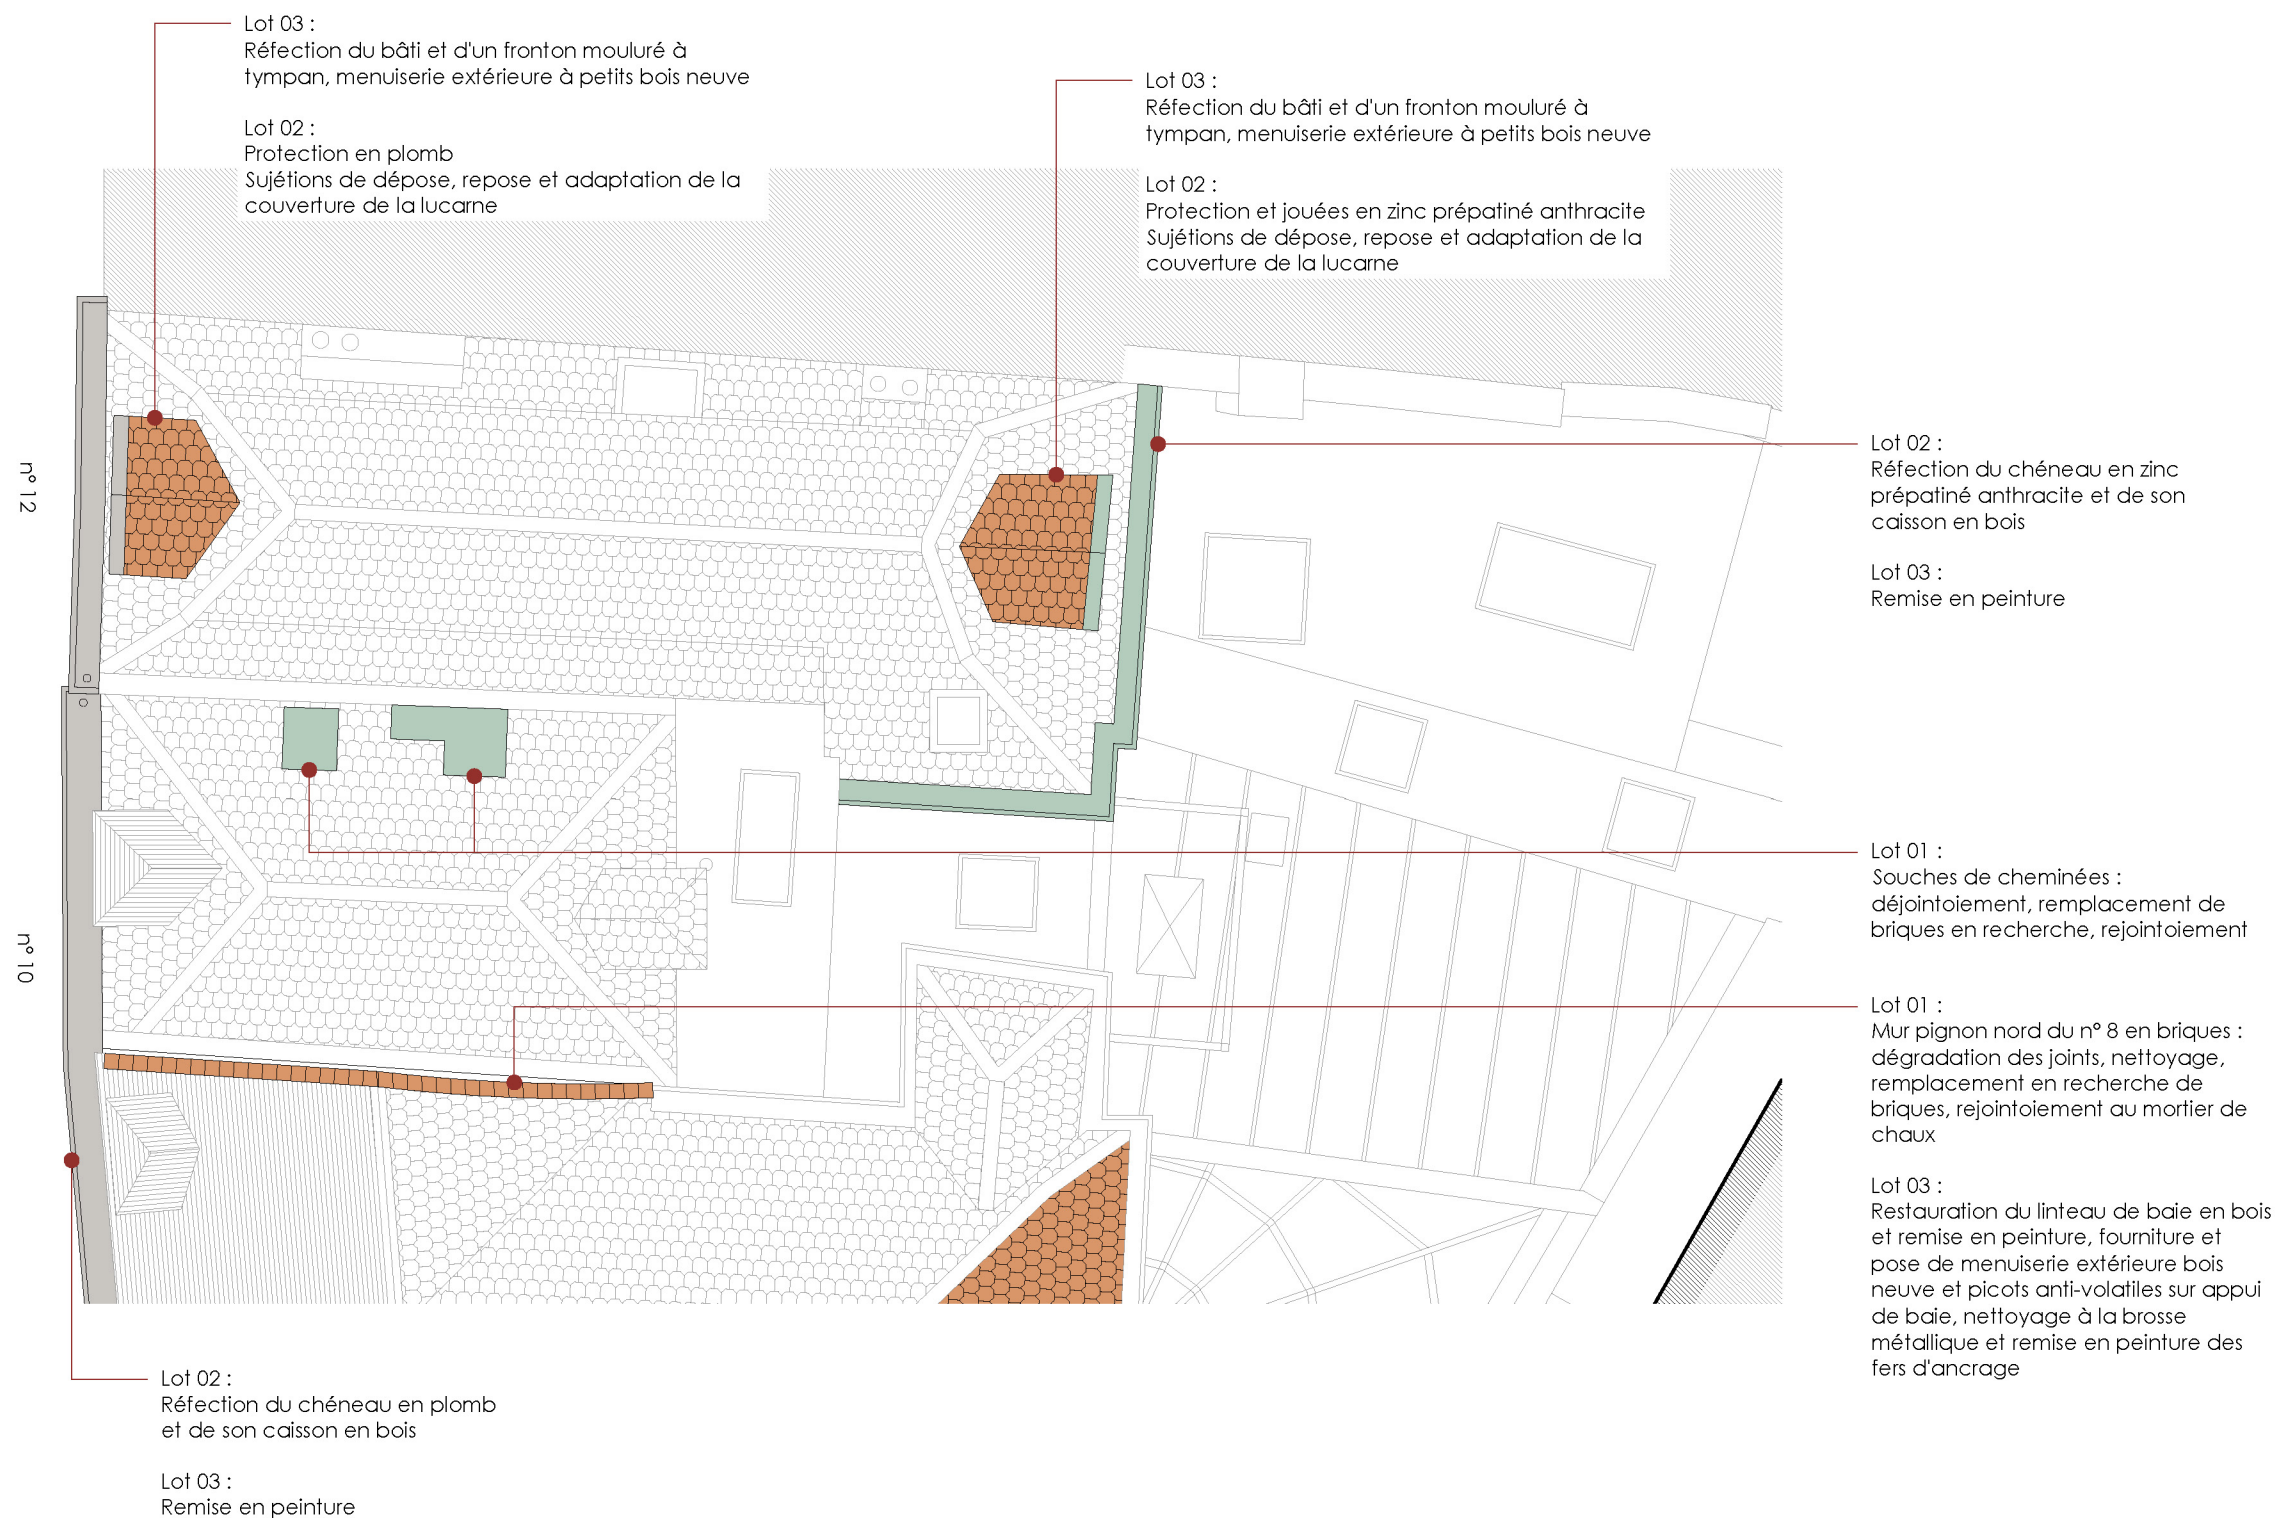 Lot 03 :
Réfection du bâti et d'un fronton mouluré à
tympan, menuiserie extérieure à petits bois neuve
Lot 02 :
Protection en plomb
Sujétions de dépose, repose et adaptation de la
couverture de la lucarne
Lot 03 :
Réfection du bâti et d'un fronton mouluré à
tympan, menuiserie extérieure à petits bois neuve
Lot 02 :
Protection et jouées en zinc prépatiné anthracite
Sujétions de dépose, repose et adaptation de la
couverture de la lucarne
n° 12
n° 10
Lot 02 :
Réfection du chéneau en zinc
prépatiné anthracite et de son
caisson en bois
Lot 03 :
Remise en peinture
Lot 01 :
Souches de cheminées :
déjointoiement, remplacement de
briques en recherche, rejointoiement
Lot 01 :
Mur pignon nord du n° 8 en briques :
dégradation des joints, nettoyage,
remplacement en recherche de
briques, rejointoiement au mortier de
chaux
Lot 03 :
Restauration du linteau de baie en bois
et remise en peinture, fourniture et
pose de menuiserie extérieure bois
neuve et picots anti-volatiles sur appui
de baie, nettoyage à la brosse
métallique et remise en peinture des
fers d'ancrage
Lot 02 :
Réfection du chéneau en plomb
et de son caisson en bois
Lot 03 :
Remise en peinture